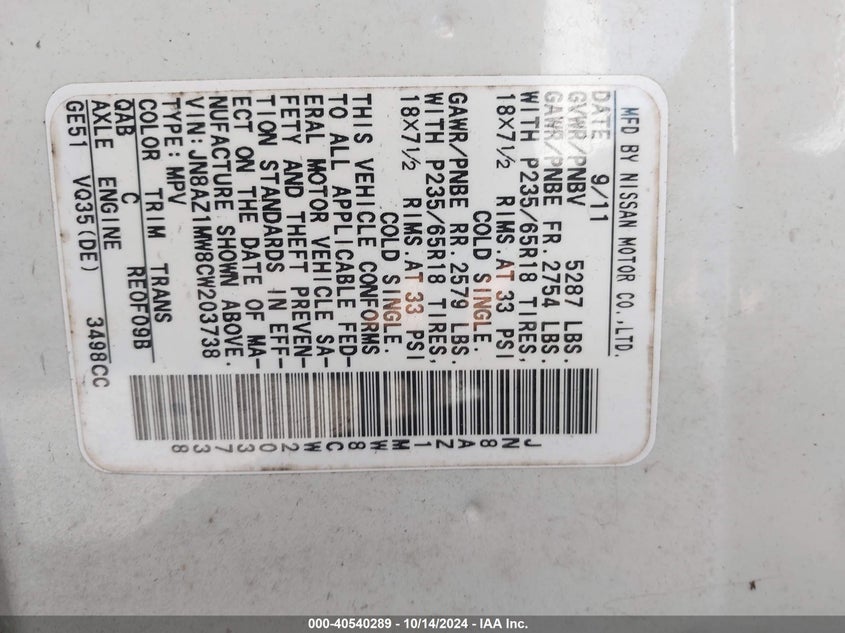 MFD BY NISSAN MOTOR CO.,LTD.
DATE 9/11
GVWR/PNBV 5287 LBS.
GAWR/PNBE FR. 2754 LBS.
WITH P235/65R18 TIRES,
18X7½ RIMS.AT 33 PSI
COLD SINGLE.
GAWR/PNBE RR. 2579 LBS.
WITH P235/65R18 TIRES,
18X7½ RIMS.AT 33 PSI
COLD SINGLE.
THIS VEHICLE CONFORMS
TO ALL APPLICABLE FED-
ERAL MOTOR VEHICLE SA-
FETY AND THEFT PREVEN-
TION STANDARDS IN EFF-
ECT ON THE DATE OF MA-
NUFACTURE SHOWN ABOVE.
VIN:JN8AZ1MW8CW203738
TYPE:MPV
COLOR TRIM TRANS
QAB C RE0F09B
AXLE ENGINE
GE51 VQ35(DE) 3498CC
JN8AZ1MW8CW203738
000-40540289 - 10/14/2024 - IAA Inc.